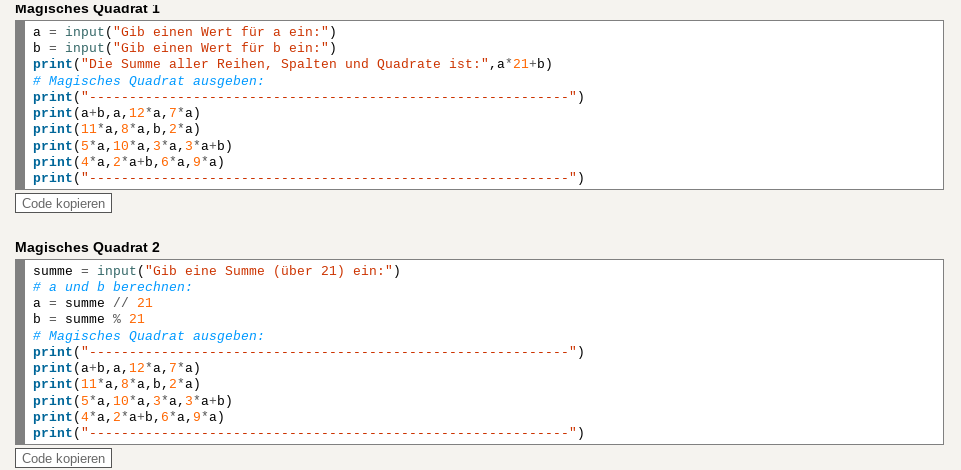 Magisches Quadrat 1
a = input("Gib einen Wert für a ein:")
b = input("Gib einen Wert für b ein:")
print("Die Summe aller Reihen, Spalten und Quadrate ist:",a*21+b)
# Magisches Quadrat ausgeben:
print("------------------------------------------------------------")
print(a+b,a,12*a,7*a)
print(11*a,8*a,b,2*a)
print(5*a,10*a,3*a,3*a+b)
print(4*a,2*a+b,6*a,9*a)
print("------------------------------------------------------------")
Code kopieren
Magisches Quadrat 2
summe = input("Gib eine Summe (über 21) ein:")
# a und b berechnen:
a = summe // 21
b = summe % 21
# Magisches Quadrat ausgeben:
print("------------------------------------------------------------")
print(a+b,a,12*a,7*a)
print(11*a,8*a,b,2*a)
print(5*a,10*a,3*a,3*a+b)
print(4*a,2*a+b,6*a,9*a)
print("------------------------------------------------------------")
Code kopieren